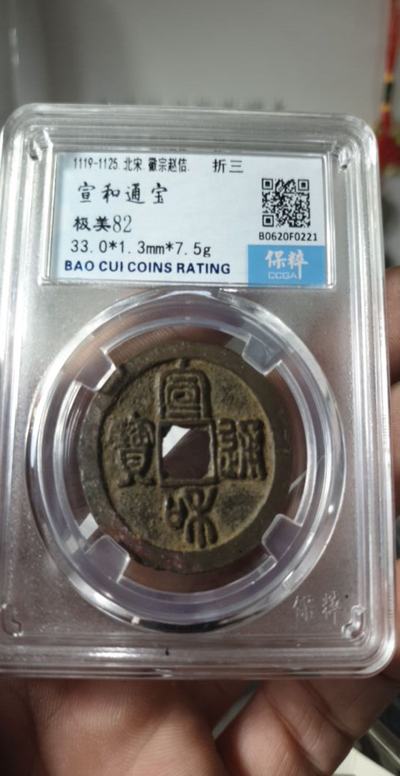 1119-1125 北宋 徽宗赵佶. 折三
宣和通宝
极美82
33.0*1.3mm*7.5g
BAO CUI COINS RATING
B0620F0221
保粹
CCGA
宣
寶 通
和
保粹